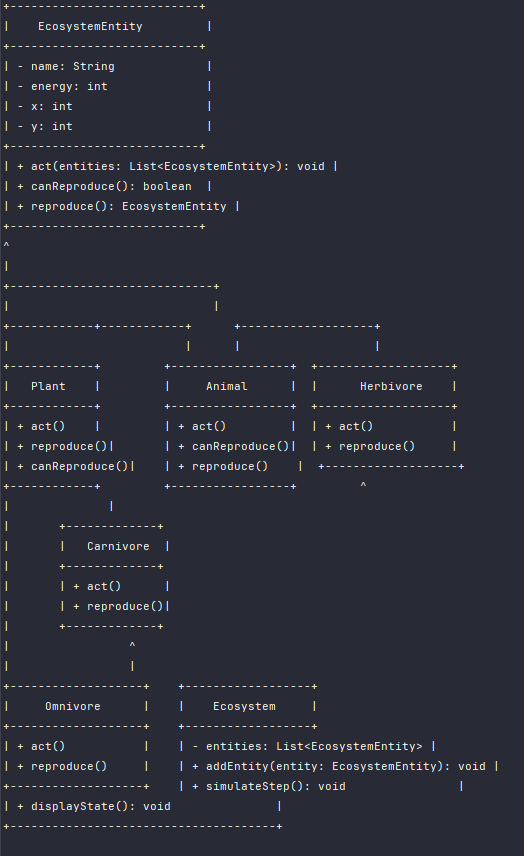 +---------------------------+
|    EcosystemEntity         |
+---------------------------+
| - name: String             |
| - energy: int              |
| - x: int                   |
| - y: int                   |
+---------------------------+
| + act(entities: List<EcosystemEntity>): void |
| + canReproduce(): boolean  |
| + reproduce(): EcosystemEntity |
+---------------------------+
^
|
+-----------------------------+
|                             |
+------------+------------+      +-------------------+
|                         |      |                   |
+------------+         +-----------------+  +-------------------+
|   Plant    |         |     Animal      |  |      Herbivore    |
+------------+         +-----------------+  +-------------------+
| + act()    |         | + act()         |  | + act()           |
| + reproduce()|       | + canReproduce()|  | + reproduce()     |
| + canReproduce()|    | + reproduce()    |  +-------------------+
+------------+         +-----------------+         ^
|              |
|       +-------------+
|       |   Carnivore  |
|       +-------------+
|       | + act()      |
|       | + reproduce()|
|       +-------------+
|                 ^
|                 |
+-------------------+    +------------------+
|     Omnivore      |    |    Ecosystem     |
+-------------------+    +------------------+
| + act()           |    | - entities: List<EcosystemEntity> |
| + reproduce()     |    | + addEntity(entity: EcosystemEntity): void |
+-------------------+    | + simulateStep(): void                |
| + displayState(): void               |
+--------------------------------------+